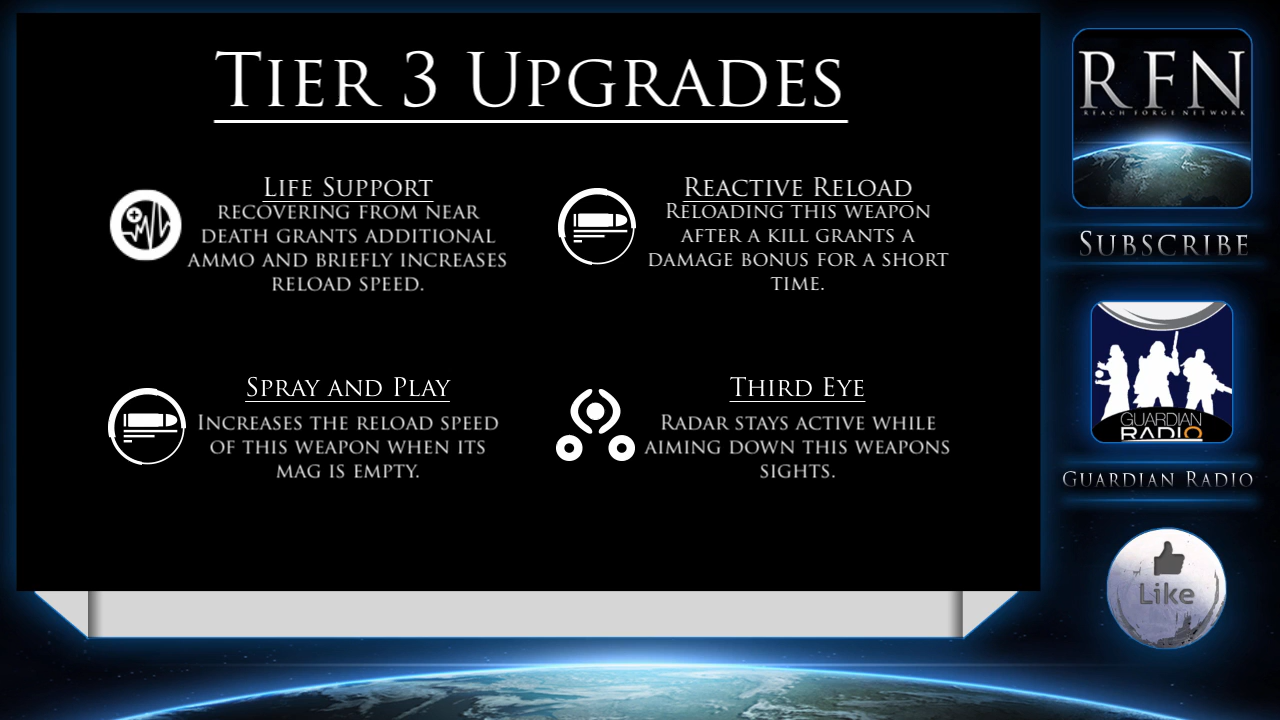 Tier 3 Upgrades
Life Support
recovering from near
death grants additional
ammo and briefly increases
reload speed.
Reactive Reload
Reloading this weapon
after a kill grants a
damage bonus for a short
time.
Spray and Play
Increases the reload speed
of this weapon when its
mag is empty.
Third Eye
Radar stays active while
aiming down this weapons
sights.
RFN
REACH FORGE NETWORK
Subscribe
GUARDIAN
RADIO
Guardian Radio
Like